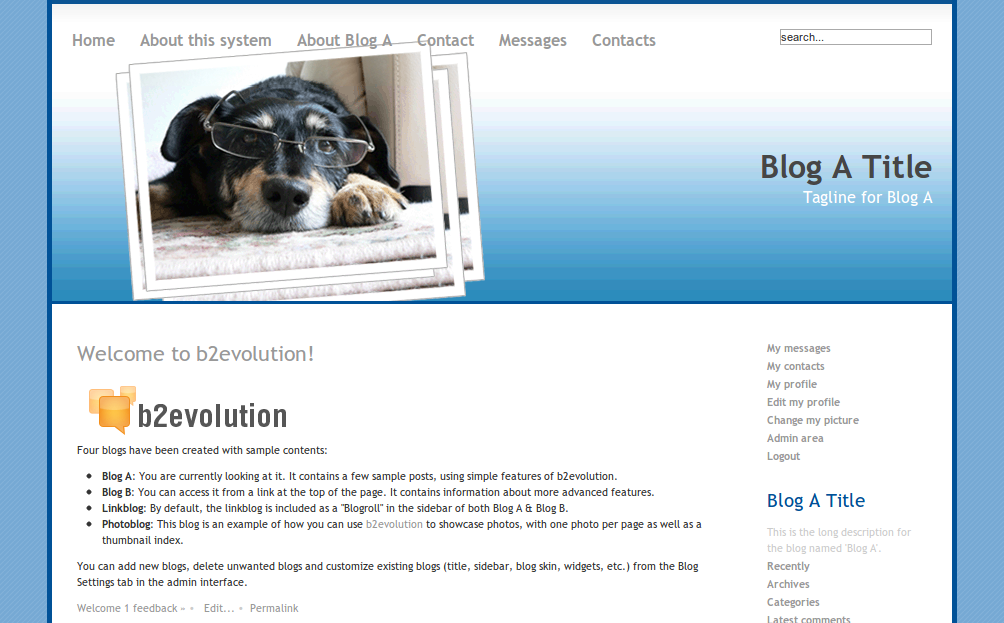 Home About this system About Blog A Contact Messages Contacts
search...
Blog A Title
Tagline for Blog A
Welcome to b2evolution!
b2evolution
Four blogs have been created with sample contents:
• Blog A: You are currently looking at it. It contains a few sample posts, using simple features of b2evolution.
• Blog B: You can access it from a link at the top of the page. It contains information about more advanced features.
• Linkblog: By default, the linkblog is included as a "Blogroll" in the sidebar of both Blog A & Blog B.
• Photoblog: This blog is an example of how you can use b2evolution to showcase photos, with one photo per page as well as a
thumbnail index.
You can add new blogs, delete unwanted blogs and customize existing blogs (title, sidebar, blog skin, widgets, etc.) from the Blog
Settings tab in the admin interface.
Welcome 1 feedback » • Edit... • Permalink
My messages
My contacts
My profile
Edit my profile
Change my picture
Admin area
Logout
Blog A Title
This is the long description for
the blog named 'Blog A'.
Recently
Archives
Categories
Latest comments